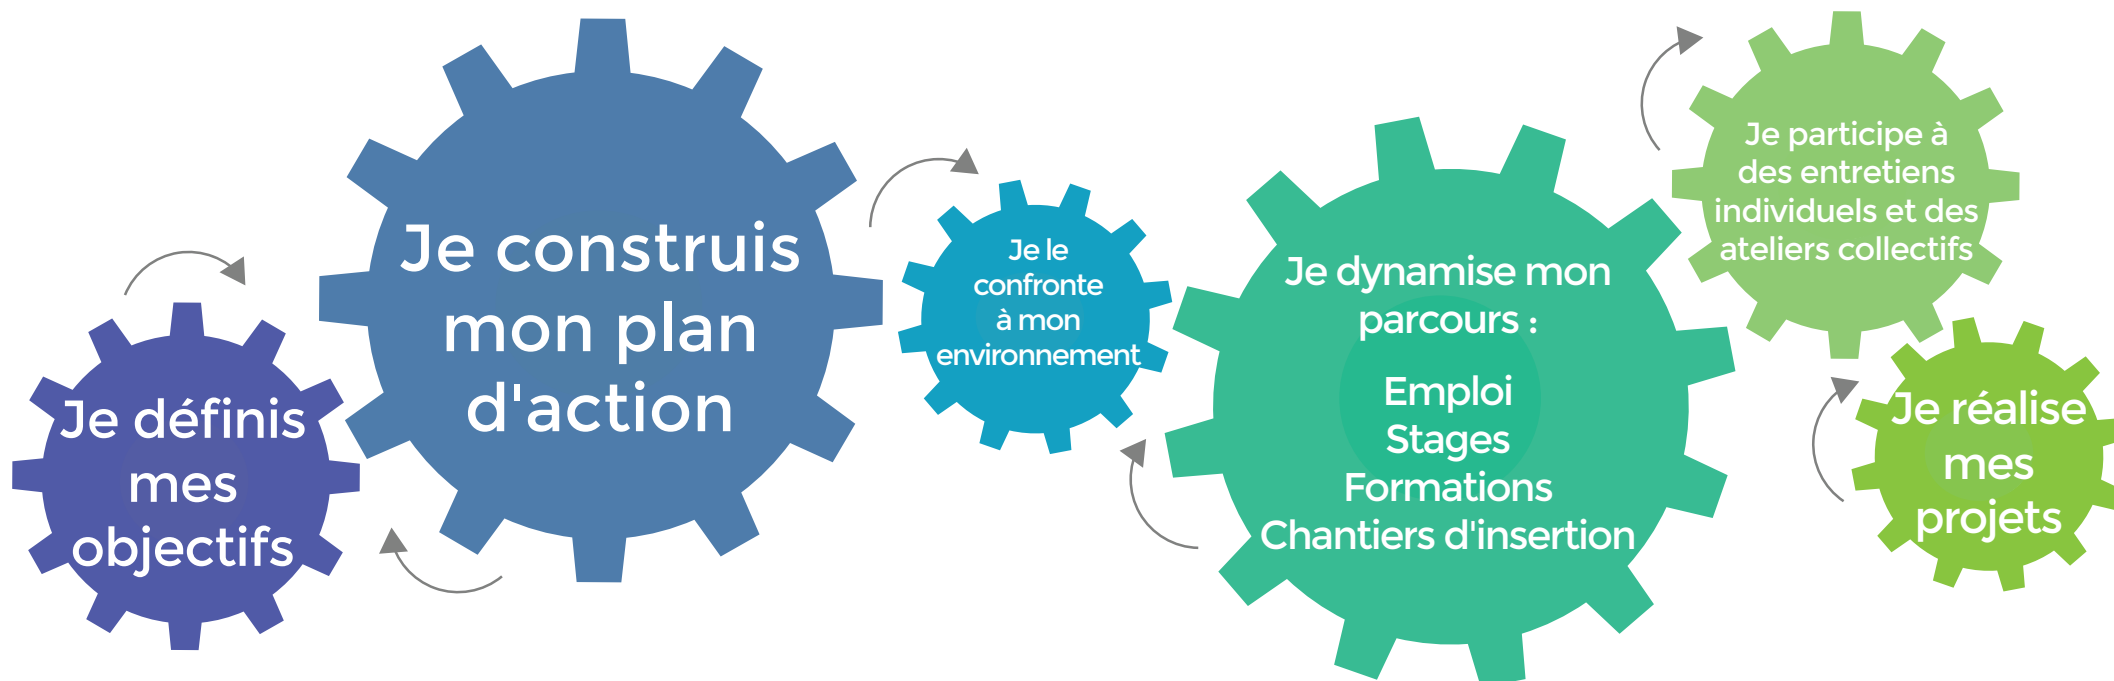 Je définis
mes
objectifs
Je construis
mon plan
d'action
Je le
confronte
à mon
environnement
Je dynamise mon
parcours :
Emploi
Stages
Formations
Chantiers d'insertion
Je participe à
des entretiens
individuels et des
ateliers collectifs
Je réalise
mes
projets